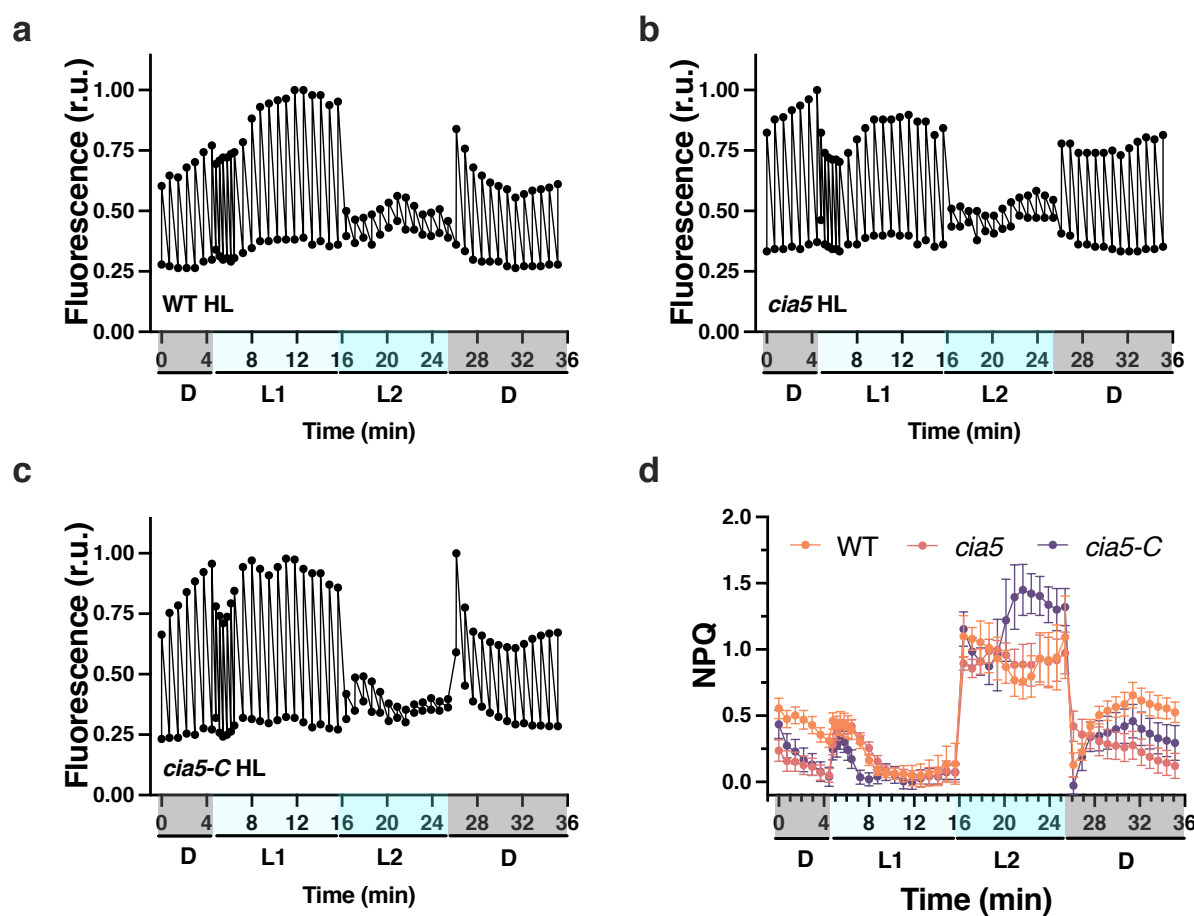 a
Fluorescence (r.u.)
1.00
0.75
0.50
0.25
0.00
WT HL
0 4 8 12 16 20 24 28 32 36
D L1 L2 D
Time (min)
b
Fluorescence (r.u.)
1.00
0.75
0.50
0.25
0.00
cia5 HL
0 4 8 12 16 20 24 28 32 36
D L1 L2 D
Time (min)
c
Fluorescence (r.u.)
1.00
0.75
0.50
0.25
0.00
cia5-C HL
0 4 8 12 16 20 24 28 32 36
D L1 L2 D
Time (min)
d
NPQ
2.0
1.5
1.0
0.5
0.0
WT cia5 cia5-C
0 4 8 12 16 20 24 28 32 36
D L1 L2 D
Time (min)